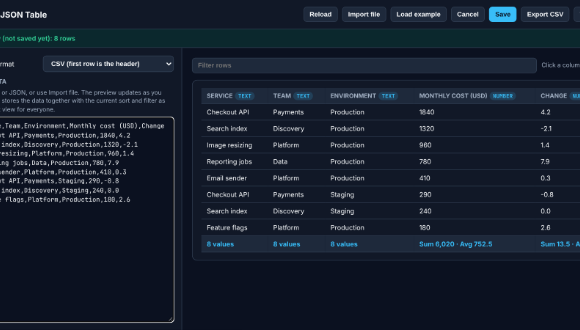 JSON Table
Reload
Import file
Load example
Cancel
Save
Export CSV
(not saved yet): 8 rows
CSV (first row is the header)
Filter rows
Click a colum
or JSON, or use Import file. The preview updates as you
stores the data together with the current sort and filter as
view for everyone.
,Team,Environment,Monthly cost (USD),Change
API,Payments,Production,1840,4.2
index,Discovery,Production,1320,-2.1
resizing,Platform,Production,960,1.4
jobs,Data,Production,780,7.9
sender,Platform,Production,410,0.3
API,Payments,Staging,290,-0.8
index,Discovery,Staging,240,0.0
flags,Platform,Production,180,2.6
SERVICE TEXT TEAM TEXT ENVIRONMENT TEXT MONTHLY COST (USD) NUMBER CHANGE
Checkout API Payments Production 1840 4.2
Search index Discovery Production 1320 -2.1
Image resizing Platform Production 960 1.4
Reporting jobs Data Production 780 7.9
Email sender Platform Production 410 0.3
Checkout API Payments Staging 290 -0.8
Search index Discovery Staging 240 0.0
Feature flags Platform Production 180 2.6
8 values 8 values 8 values Sum 6,020 · Avg 752.5 Sum 13.5 ·